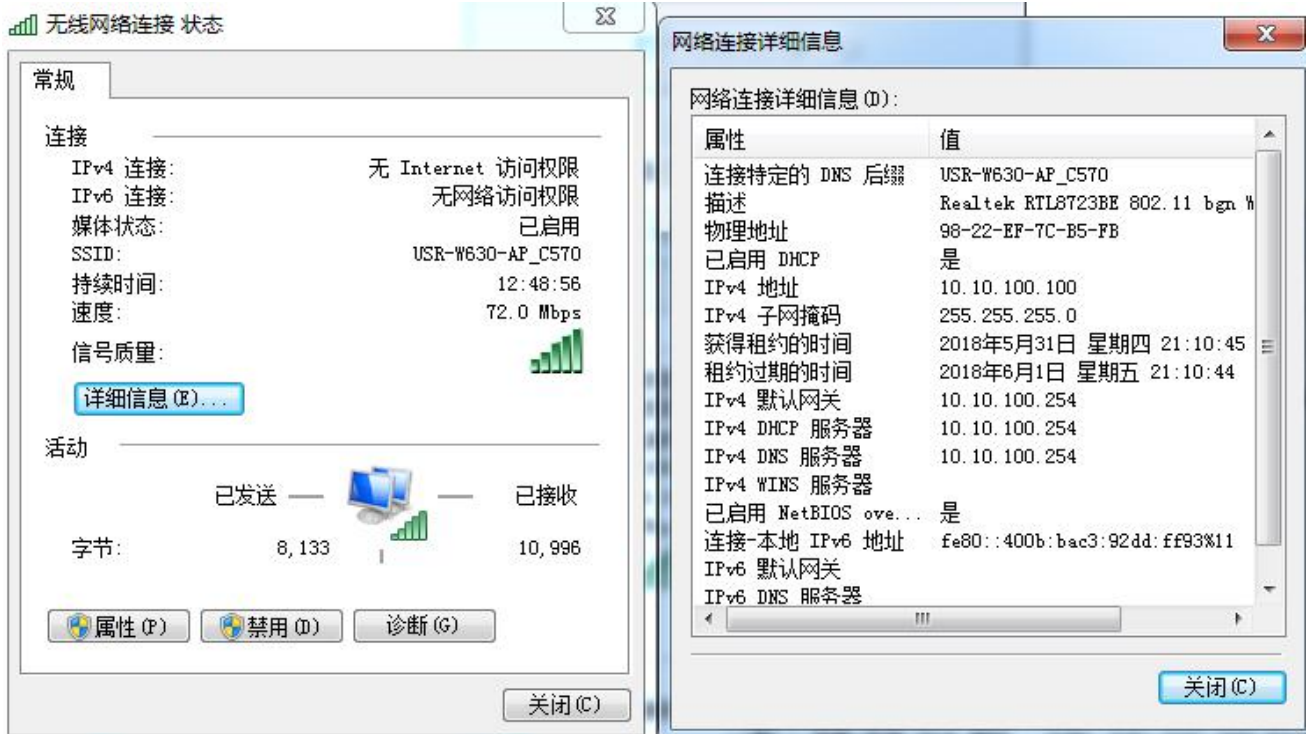 无线网络连接 状态
常规
连接
IPv4 连接: 无 Internet 访问权限
IPv6 连接: 无网络访问权限
媒体状态: 已启用
SSID: USR-W630-AP_C570
持续时间: 12:48:56
速度: 72.0 Mbps
信号质量:
详细信息(E)...
活动
已发送 — — 已接收
字节: 8,133 10,996
属性(P) 禁用(D) 诊断(G)
关闭(C)
网络连接详细信息
网络连接详细信息(D):
属性 值
连接特定的 DNS 后缀 USR-W630-AP_C570
描述 Realtek RTL8723BE 802.11 bgn W
物理地址 98-22-EF-7C-B5-FB
已启用 DHCP 是
IPv4 地址 10.10.100.100
IPv4 子网掩码 255.255.255.0
获得租约的时间 2018年5月31日 星期四 21:10:45
租约过期的时间 2018年6月1日 星期五 21:10:44
IPv4 默认网关 10.10.100.254
IPv4 DHCP 服务器 10.10.100.254
IPv4 DNS 服务器 10.10.100.254
IPv4 WINS 服务器
已启用 NetBIOS ove... 是
连接-本地 IPv6 地址 fe80::400b:bac3:92dd:ff93%11
IPv6 默认网关
IPv6 DNS 服务器
关闭(C)